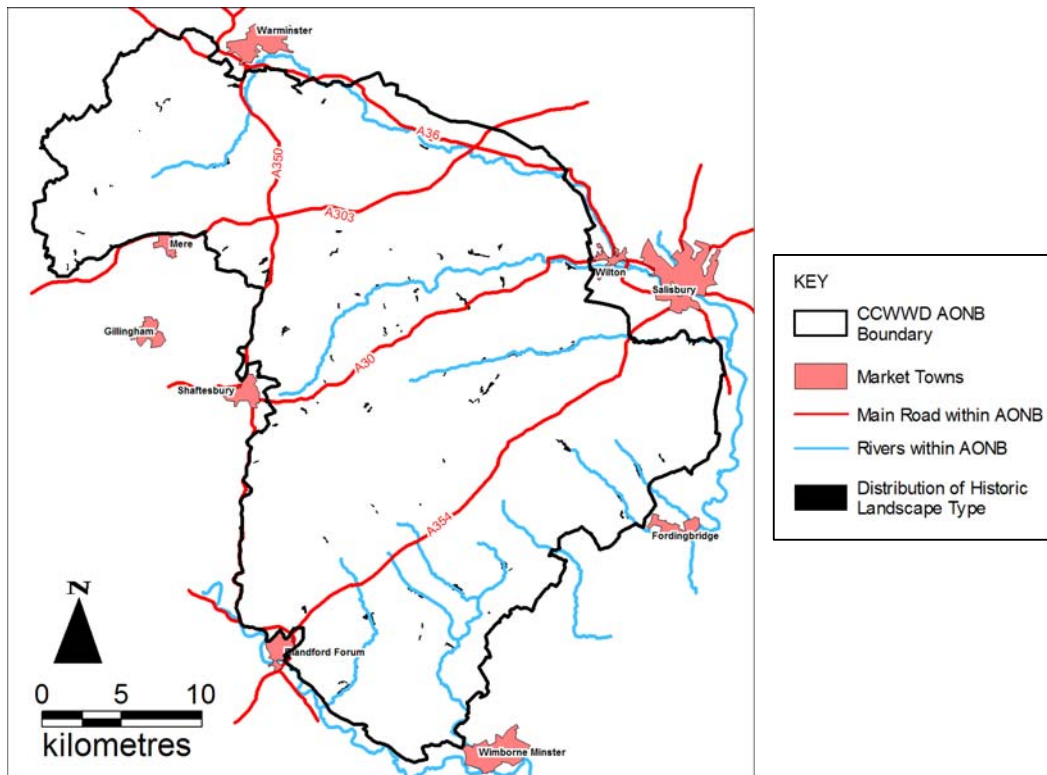 Warminster
A36
A350
A303
Mere
Wilton
Salisbury
Gillingham
A30
Shaftesbury
A354
Fordingbridge
N
Blandford Forum
0 5 10
kilometres
Wimborne Minster
KEY
CCWWD AONB
Boundary
Market Towns
Main Road within AONB
Rivers within AONB
Distribution of Historic
Landscape Type